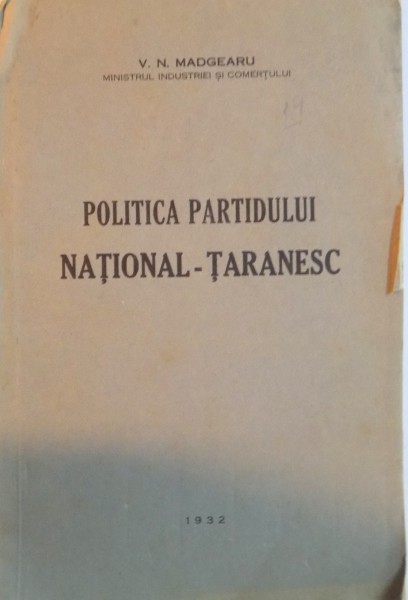 V. N. MADGEARU
MINISTRUL INDUSTRIEI ȘI COMERȚULUI
POLITICA PARTIDULUI
NAȚIONAL-ȚARANESC
1932